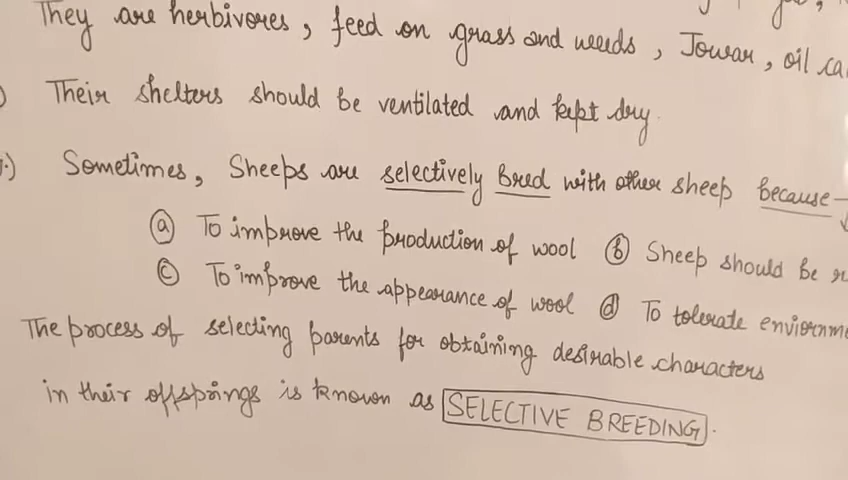 They are herbivores, feed on grass and weeds, Jowar, oil
Their shelters should be ventilated and kept dry.
Sometimes, Sheeps are selectively Bred with other sheep because
ⓐ To improve the production of wool ⓑ Sheep should be
ⓒ To improve the appearance of wool ⓓ To tolerate
The process of selecting parents for obtaining desirable characters
in their offsprings is known as SELECTIVE BREEDING.